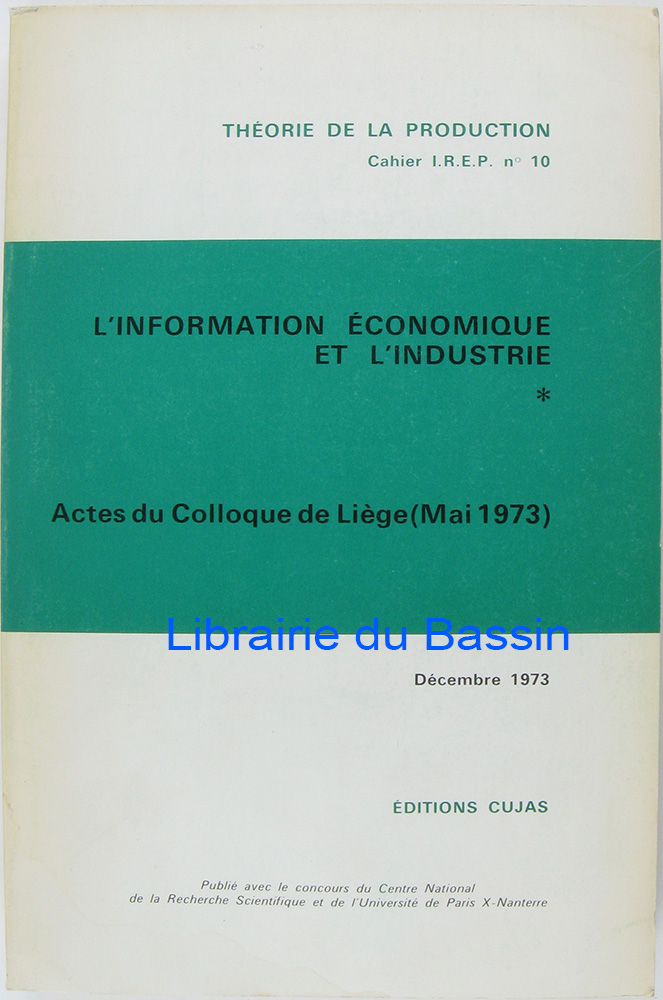 THÉORIE DE LA PRODUCTION
Cahier I.R.E.P. n° 10
L'INFORMATION ÉCONOMIQUE
ET L'INDUSTRIE
*
Actes du Colloque de Liège (Mai 1973)
Librairie du Bassin
Décembre 1973
ÉDITIONS CUJAS
Publié avec le concours du Centre National
de la Recherche Scientifique et de l'Université de Paris X-Nanterre